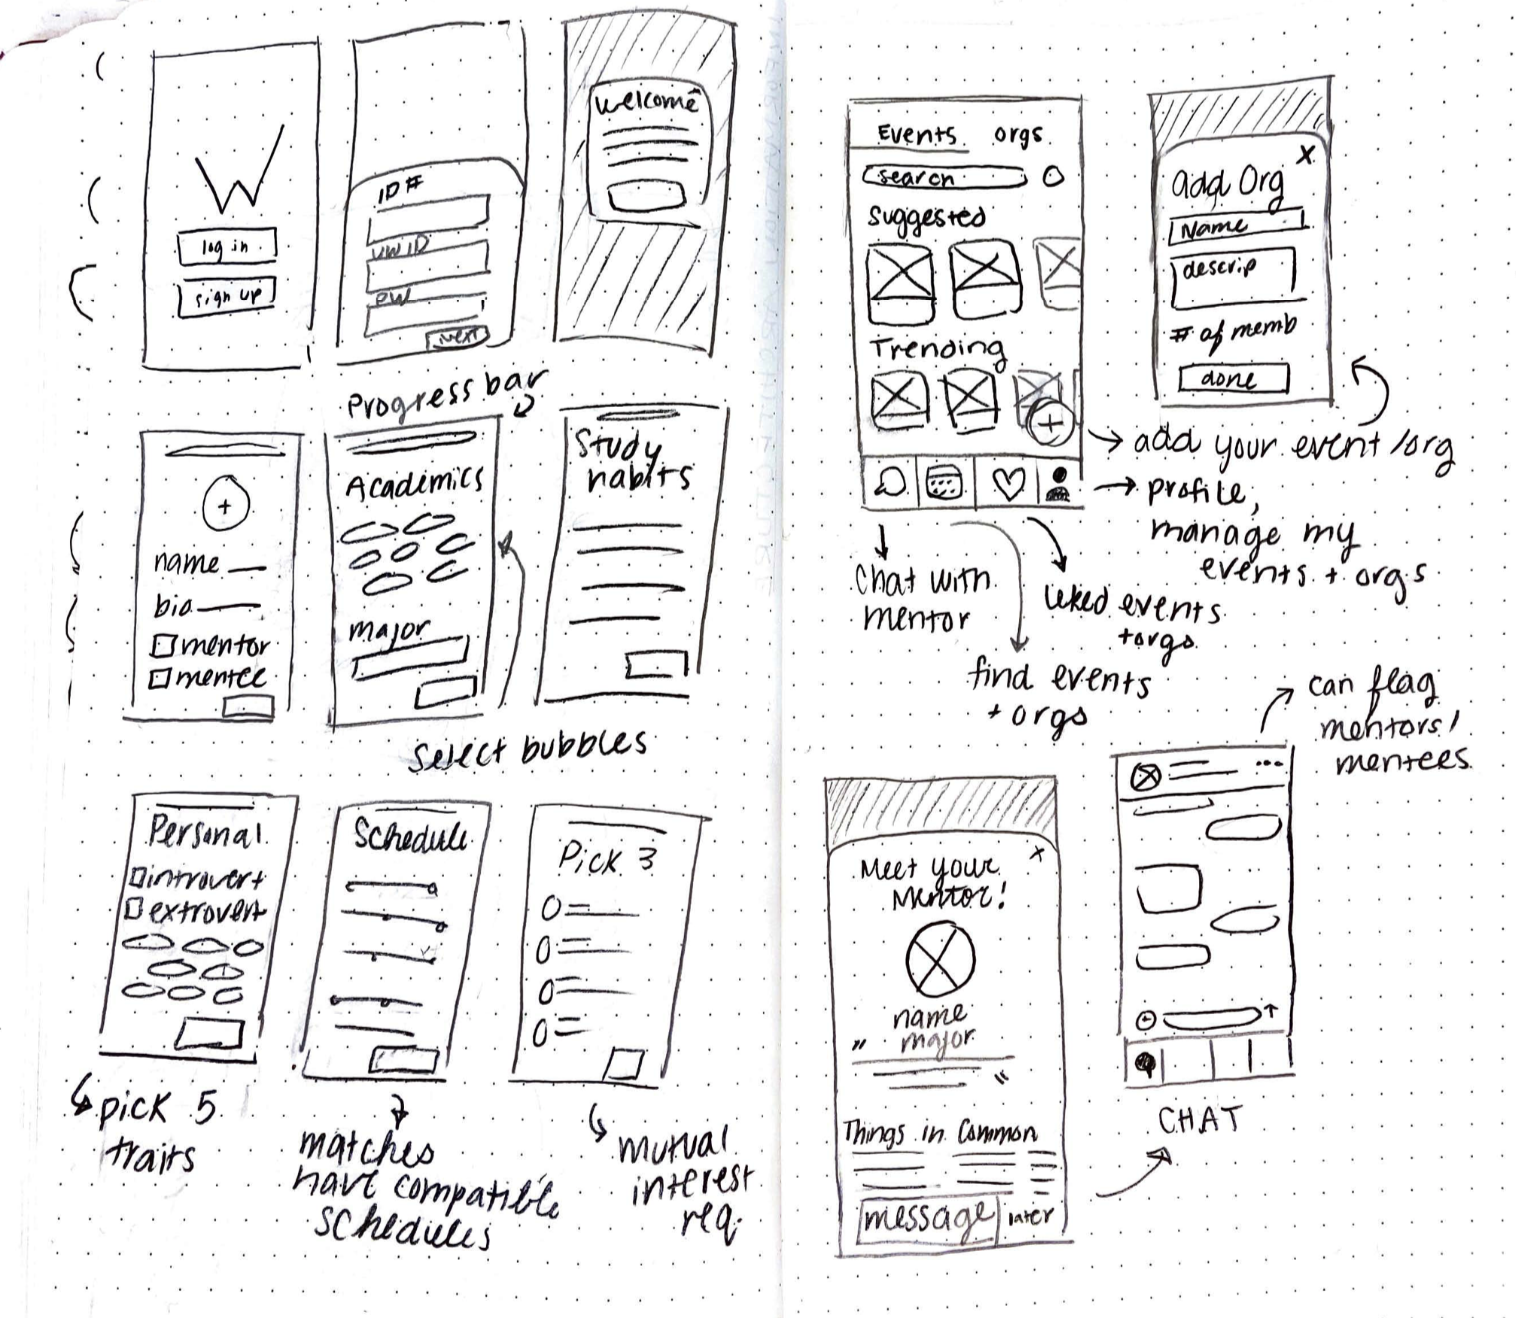 W
log in
sign up
ID #
UW ID
PW
Next
Welcome
Progress bar
name
bio
mentor
mentee
Academics
major
Study
habits
Select bubbles
Personal
introvert
extrovert
pick 5
traits
Schedule
matches
have compatible
schedules
Pick 3
mutual
interest
req.
Events orgs
search
Suggested
Trending
add Org
Name
descrip
# of memb
done
add your event/org
profile,
manage my
events + orgs
chat with
mentor
liked events
+orgs
find events
+ orgs
can flag
mentors/
mentees
Meet your
Mentor!
name
major
"
"
Things in Common
message
later
CHAT